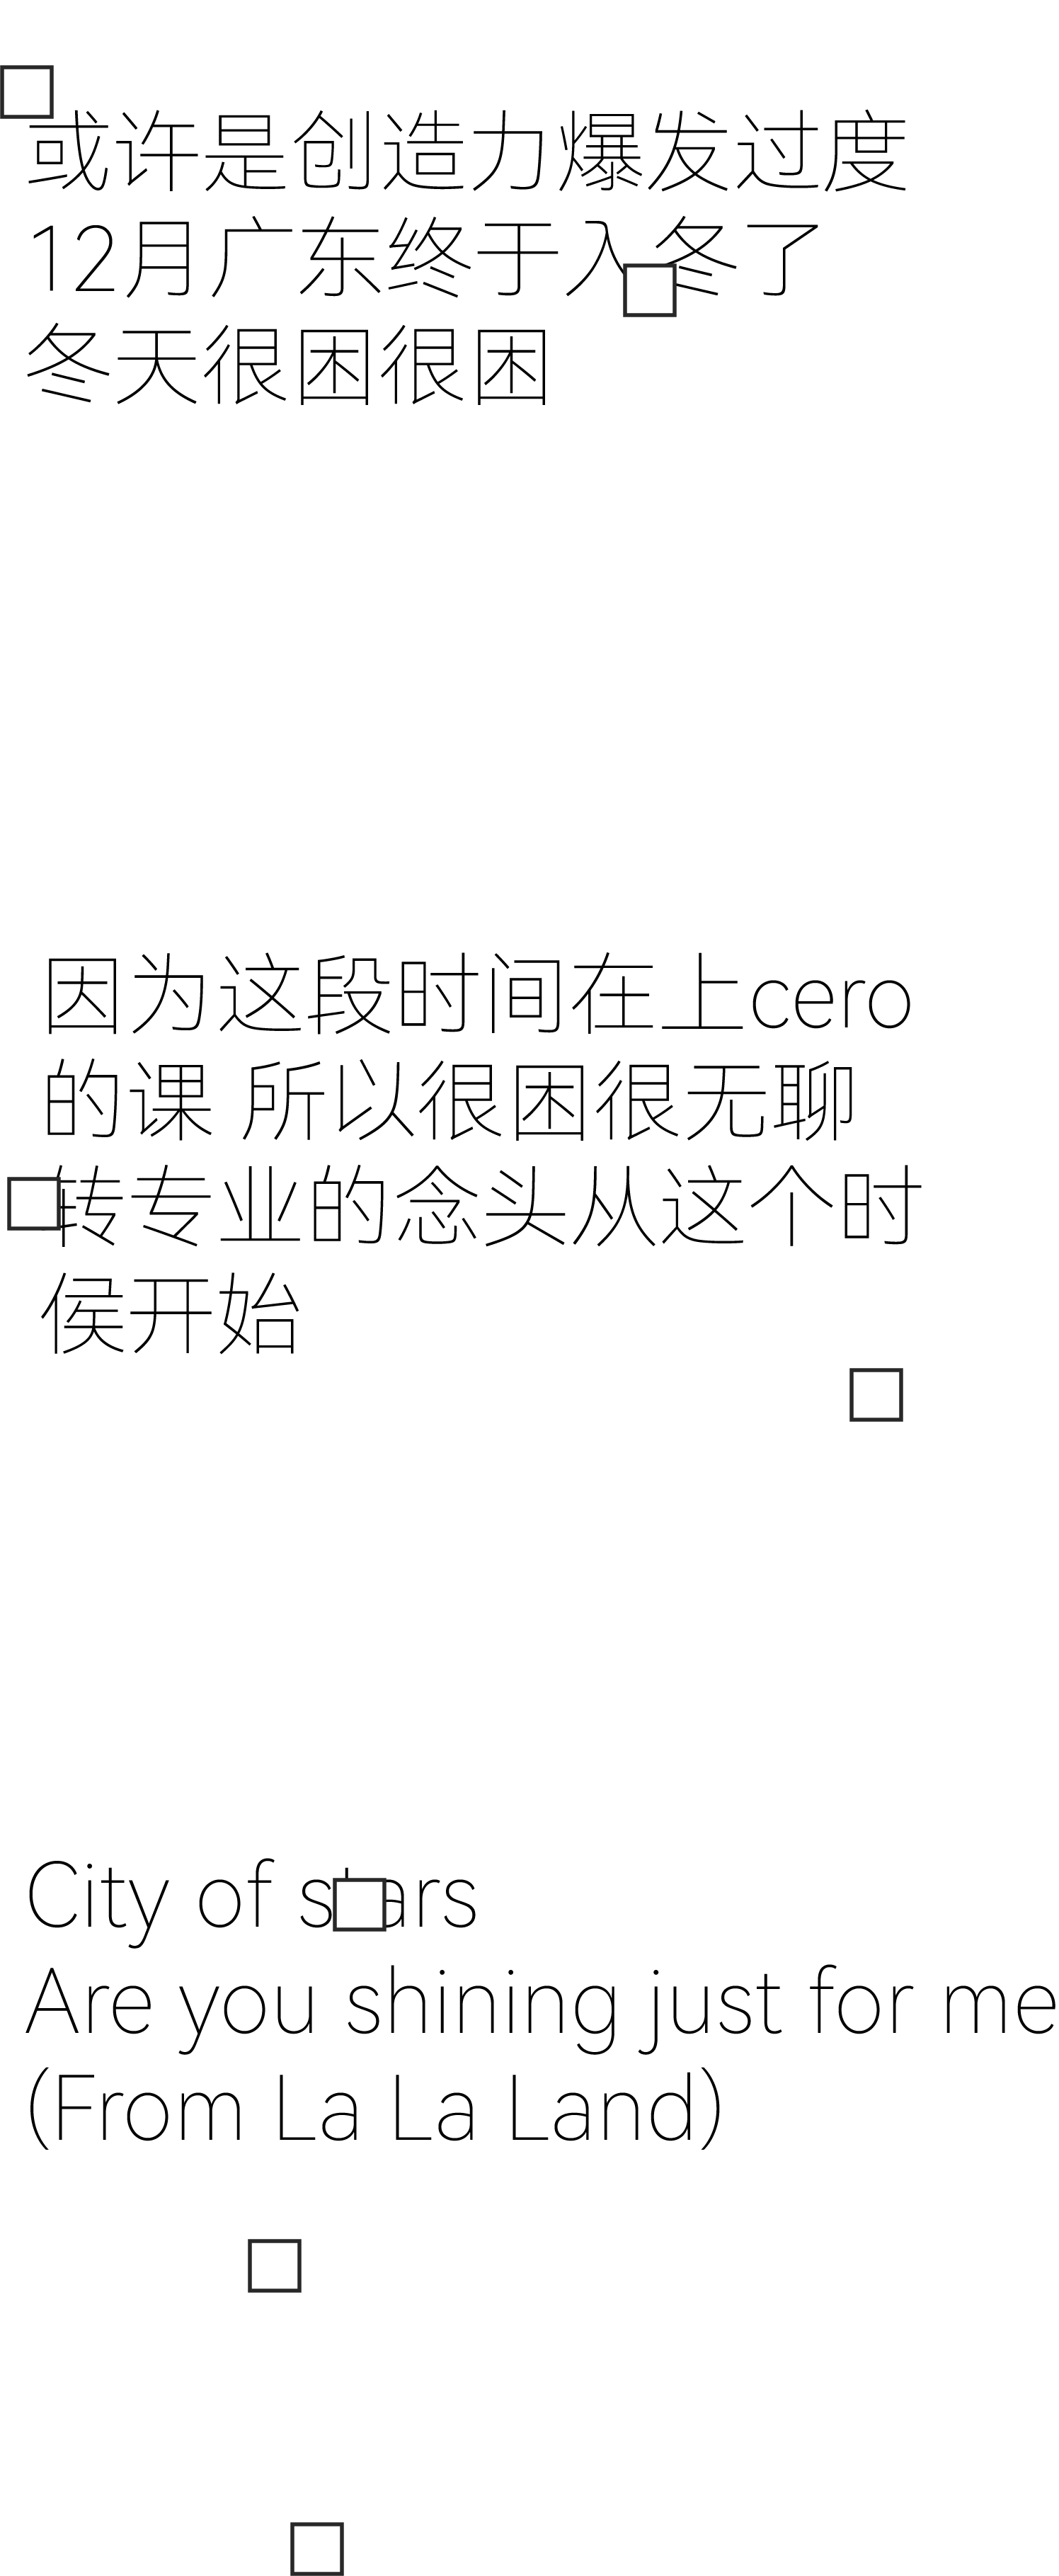 或许是创造力爆发过度
12月广东终于入冬了
冬天很困很困
因为这段时间在上cero
的课 所以很困很无聊
转专业的念头从这个时
侯开始
City of stars
Are you shining just for me
(From La La Land)